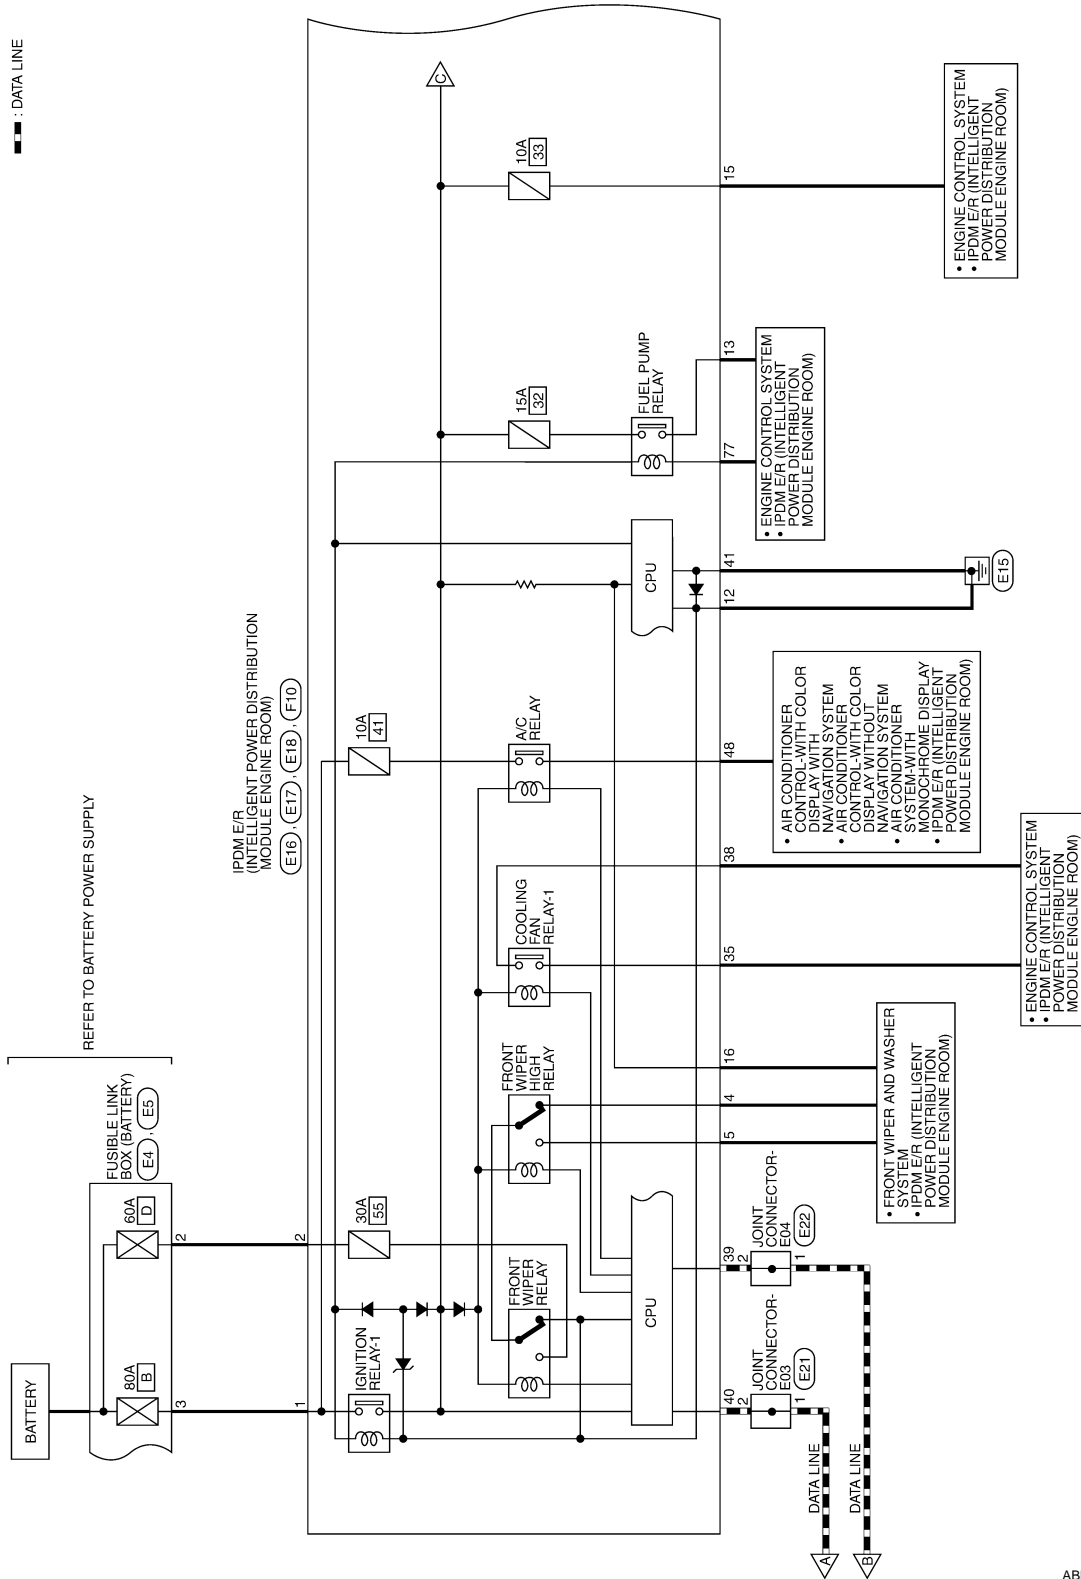 : DATA LINE
REFER TO BATTERY POWER SUPPLY
BATTERY
FUSIBLE LINK
BOX (BATTERY)
E4 , E5
80A
B
60A
D
3
2
1
2
IPDM E/R
(INTELLIGENT POWER DISTRIBUTION
MODULE ENGINE ROOM)
E16 , E17 , E18 , F10
IGNITION
RELAY-1
30A
55
10A
41
C
FRONT
WIPER
RELAY
FRONT
WIPER
HIGH
RELAY
COOLING
FAN
RELAY-1
A/C
RELAY
15A
32
10A
33
CPU
CPU
FUEL PUMP
RELAY
40
39
5
4
16
35
38
48
12
41
77
13
15
2
JOINT
CONNECTOR-
E03
E21
1
2
JOINT
CONNECTOR-
E04
E22
1
DATA LINE
A
DATA LINE
B
• FRONT WIPER AND WASHER
SYSTEM
• IPDM E/R (INTELLIGENT
POWER DISTRIBUTION
MODULE ENGINE ROOM)
• ENGINE CONTROL SYSTEM
• IPDM E/R (INTELLIGENT
POWER DISTRIBUTION
MODULE ENGLNE ROOM)
• AIR CONDITIONER
CONTROL-WITH COLOR
DISPLAY WITH
NAVIGATION SYSTEM
• AIR CONDITIONER
CONTROL-WITH COLOR
DISPLAY WITHOUT
NAVIGATION SYSTEM
• AIR CONDITIONER
SYSTEM-WITH
MONOCHROME DISPLAY
• IPDM E/R (INTELLIGENT
POWER DISTRIBUTION
MODULE ENGINE ROOM)
E15
• ENGINE CONTROL SYSTEM
• IPDM E/R (INTELLIGENT
POWER DISTRIBUTION
MODULE ENGINE ROOM)
• ENGINE CONTROL SYSTEM
• IPDM E/R (INTELLIGENT
POWER DISTRIBUTION
MODULE ENGINE ROOM)